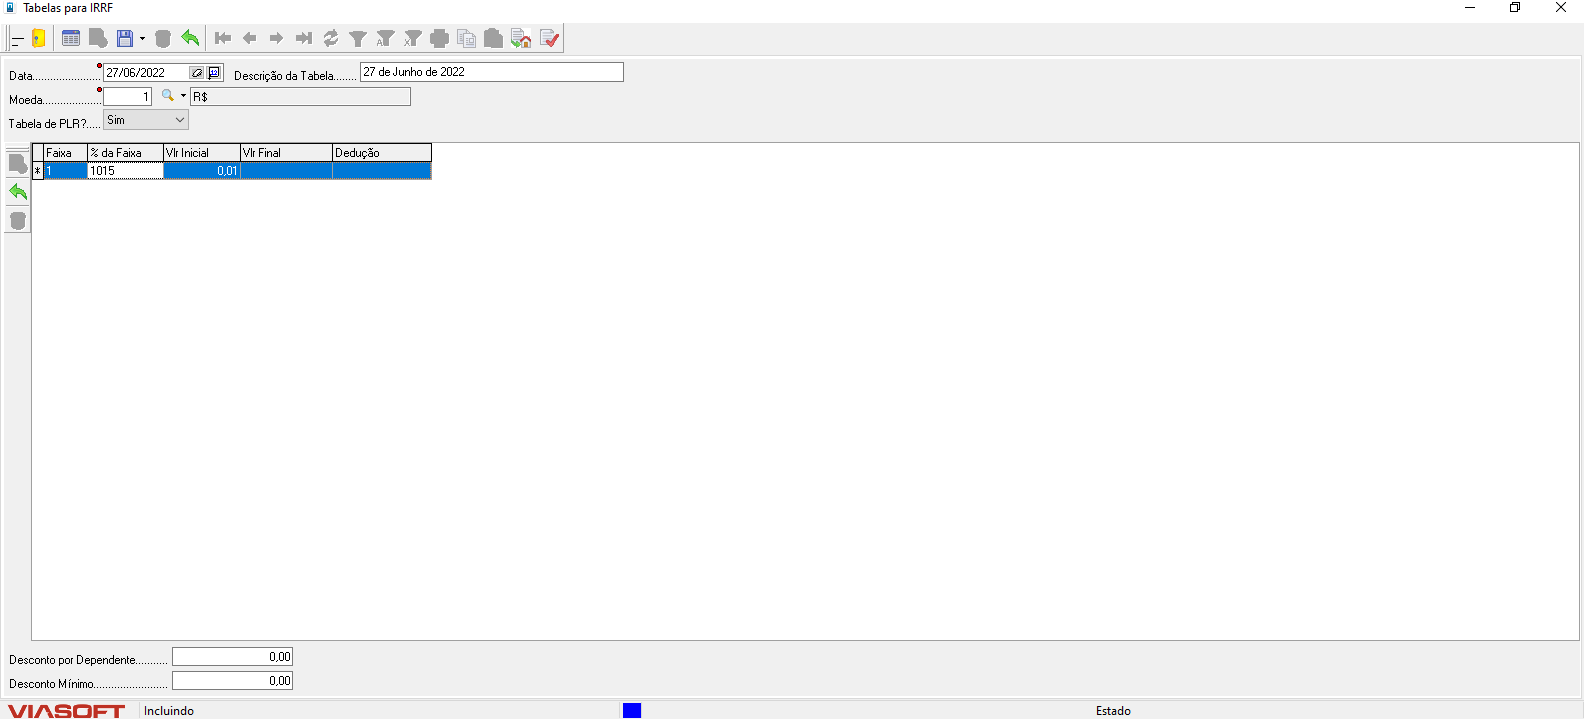 Tabelas para IRRF
Data...................... 27/06/2022 Descrição da Tabela........ 27 de Junho de 2022
Moeda................... 1 R$
Tabela de PLR?..... Sim
Faixa % da Faixa Vlr Inicial Vlr Final Dedução
* 1 1015 0,01
Desconto por Dependente........... 0,00
Desconto Mínimo......................... 0,00
VIASOFT Incluindo Estado